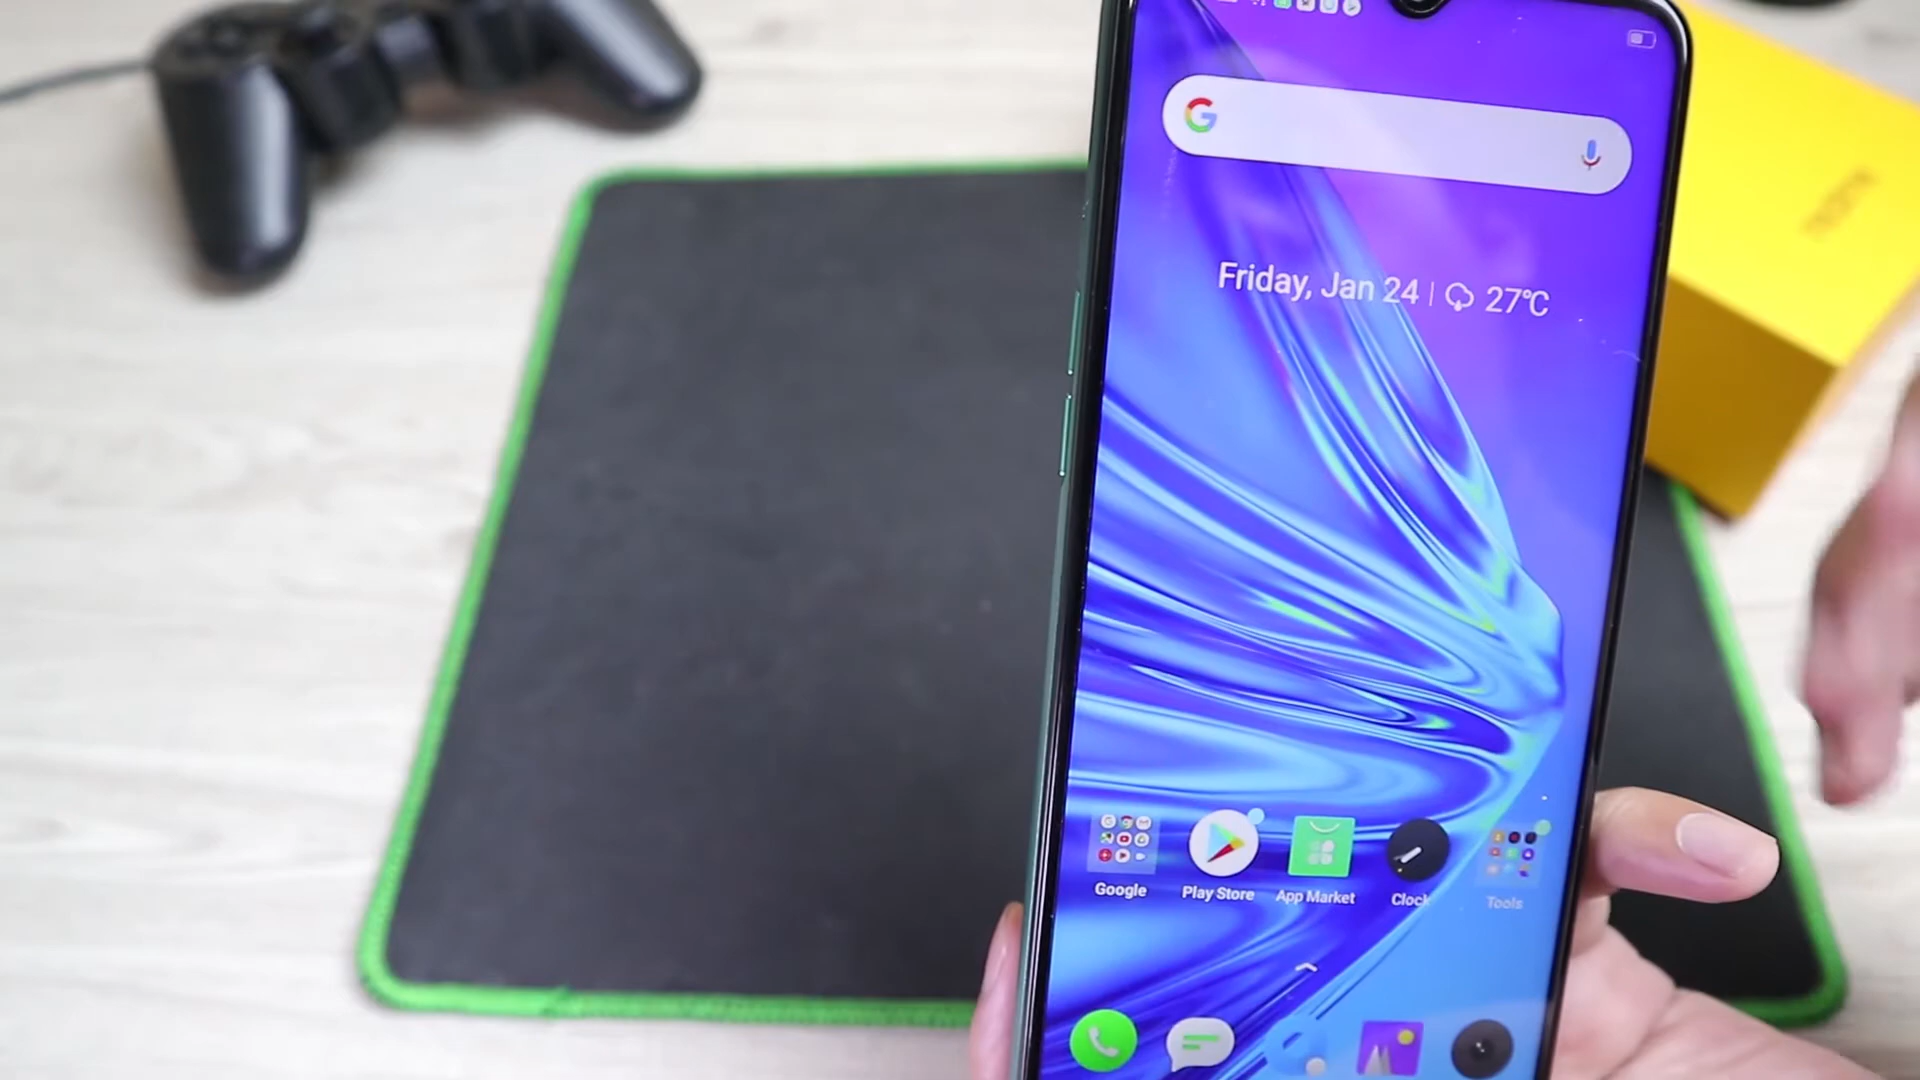 G
Friday, Jan 24 | 27°C
Google
Play Store
App Market
Clock
Tools